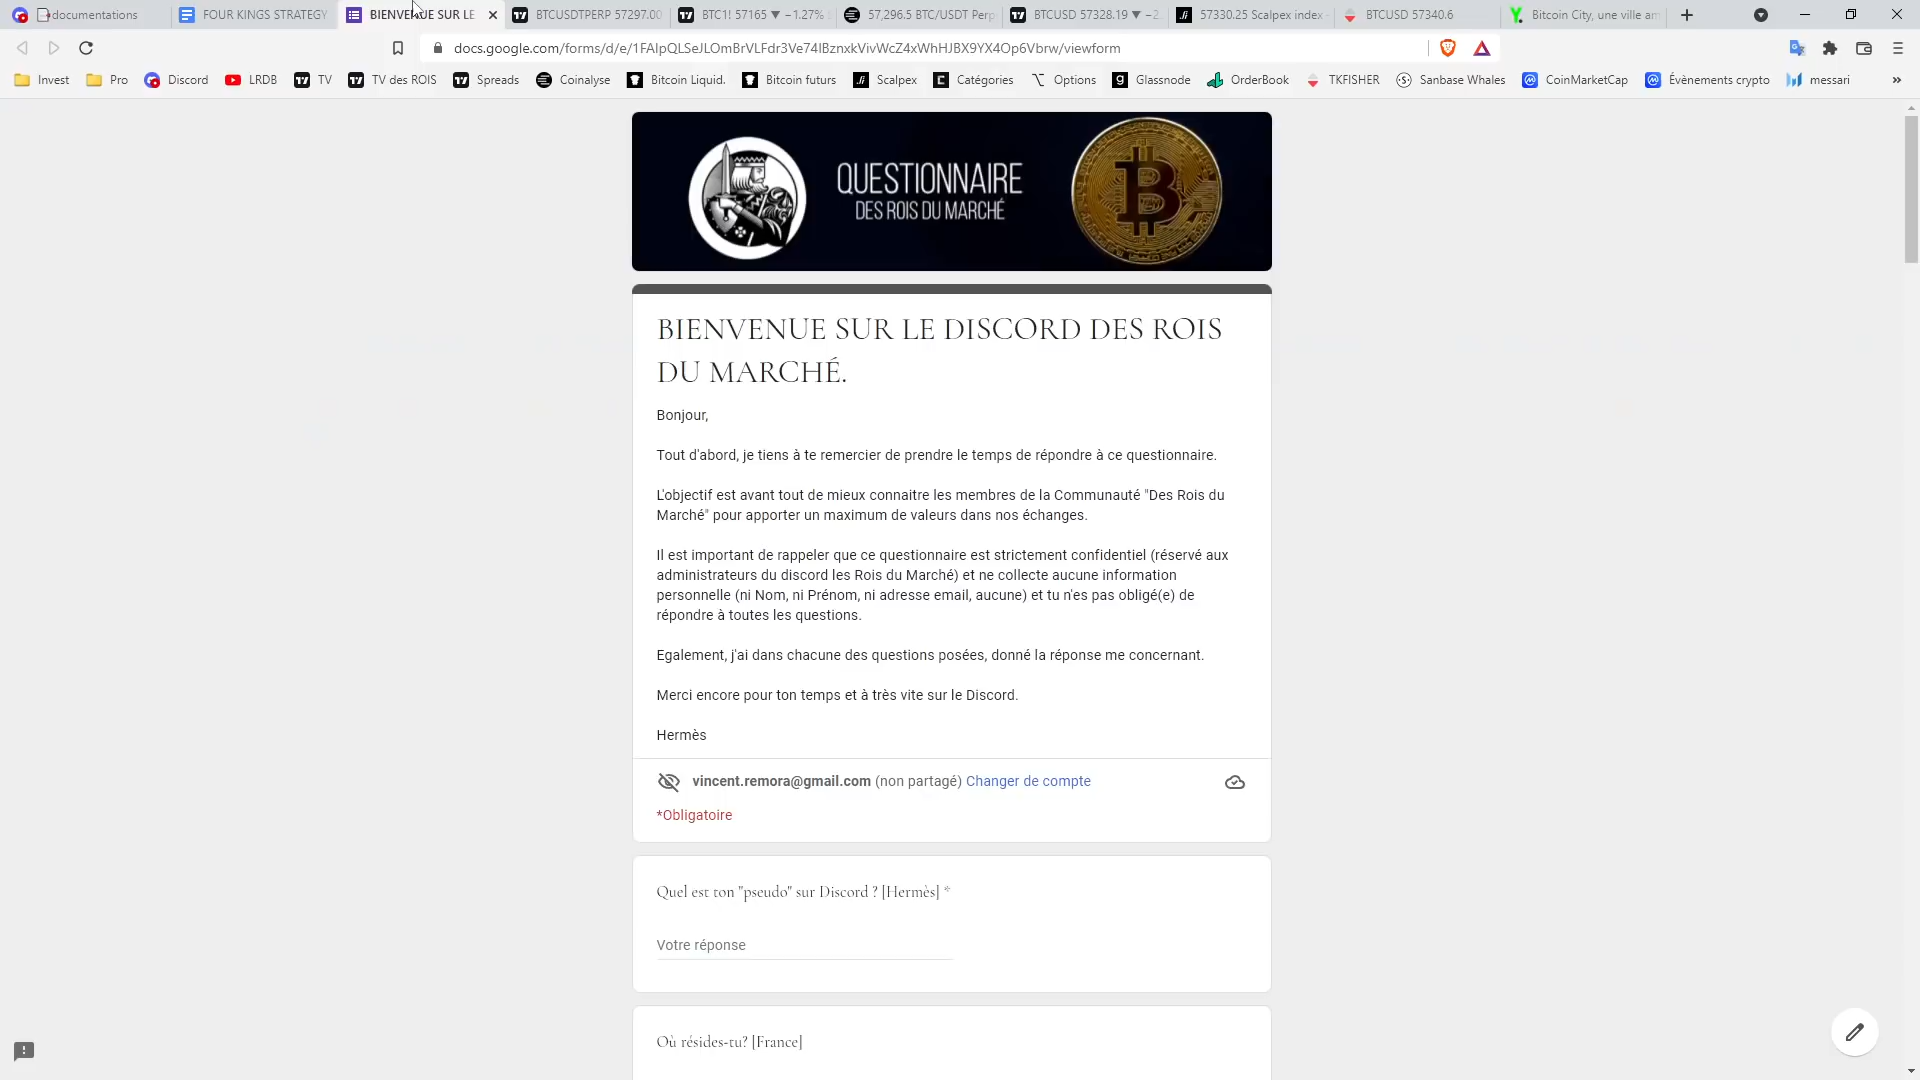 documentations
FOUR KINGS STRATEGY
BIENVENUE SUR LE
BTCUSDTPERP 57297.00
BTC1! 57165 ▼ −1.27%
57,296.5 BTC/USDT Perp
BTCUSD 57328.19 ▼ −2.
57330.25 Scalpex index -
BTCUSD 57340.6
Bitcoin City, une ville am
docs.google.com/forms/d/e/1FAIpQLSeJLOmBrVLFdr3Ve74IBznxkVivWcZ4xWhHJBX9YX4Op6Vbrw/viewform
Invest
Pro
Discord
LRDB
TV
TV des ROIS
Spreads
Coinalyse
Bitcoin Liquid.
Bitcoin futurs
Scalpex
Catégories
Options
Glassnode
OrderBook
TKFISHER
Sanbase Whales
CoinMarketCap
Évènements crypto
messari
»
QUESTIONNAIRE
DES ROIS DU MARCHÉ
BIENVENUE SUR LE DISCORD DES ROIS
DU MARCHÉ.
Bonjour,
Tout d'abord, je tiens à te remercier de prendre le temps de répondre à ce questionnaire.
L'objectif est avant tout de mieux connaitre les membres de la Communauté "Des Rois du
Marché" pour apporter un maximum de valeurs dans nos échanges.
Il est important de rappeler que ce questionnaire est strictement confidentiel (réservé aux
administrateurs du discord les Rois du Marché) et ne collecte aucune information
personnelle (ni Nom, ni Prénom, ni adresse email, aucune) et tu n'es pas obligé(e) de
répondre à toutes les questions.
Egalement, j'ai dans chacune des questions posées, donné la réponse me concernant.
Merci encore pour ton temps et à très vite sur le Discord.
Hermès
vincent.remora@gmail.com (non partagé) Changer de compte
*Obligatoire
Quel est ton "pseudo" sur Discord ? [Hermès] *
Votre réponse
Où résides-tu? [France]